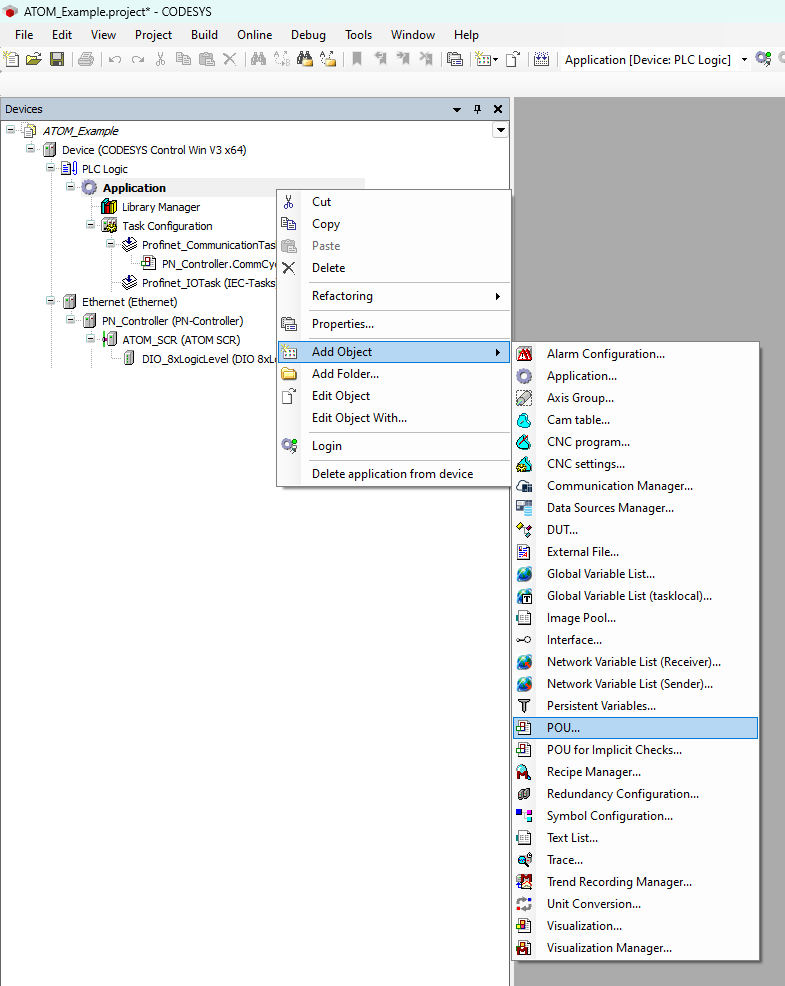 ATOM_Example.project* - CODESYS
File Edit View Project Build Online Debug Tools Window Help
Application [Device: PLC Logic]
Devices
ATOM_Example
Device (CODESYS Control Win V3 x64)
PLC Logic
Application
Library Manager
Task Configuration
Profinet_CommunicationTas
PN_Controller.CommCy
Profinet_IOTask (IEC-Tasks
Ethernet (Ethernet)
PN_Controller (PN-Controller)
ATOM_SCR (ATOM SCR)
DIO_8xLogicLevel (DIO 8xL
Cut
Copy
Paste
Delete
Refactoring
Properties...
Add Object
Add Folder...
Edit Object
Edit Object With...
Login
Delete application from device
Alarm Configuration...
Application...
Axis Group...
Cam table...
CNC program...
CNC settings...
Communication Manager...
Data Sources Manager...
DUT...
External File...
Global Variable List...
Global Variable List (tasklocal)...
Image Pool...
Interface...
Network Variable List (Receiver)...
Network Variable List (Sender)...
Persistent Variables...
POU...
POU for Implicit Checks...
Recipe Manager...
Redundancy Configuration...
Symbol Configuration...
Text List...
Trace...
Trend Recording Manager...
Unit Conversion...
Visualization...
Visualization Manager...